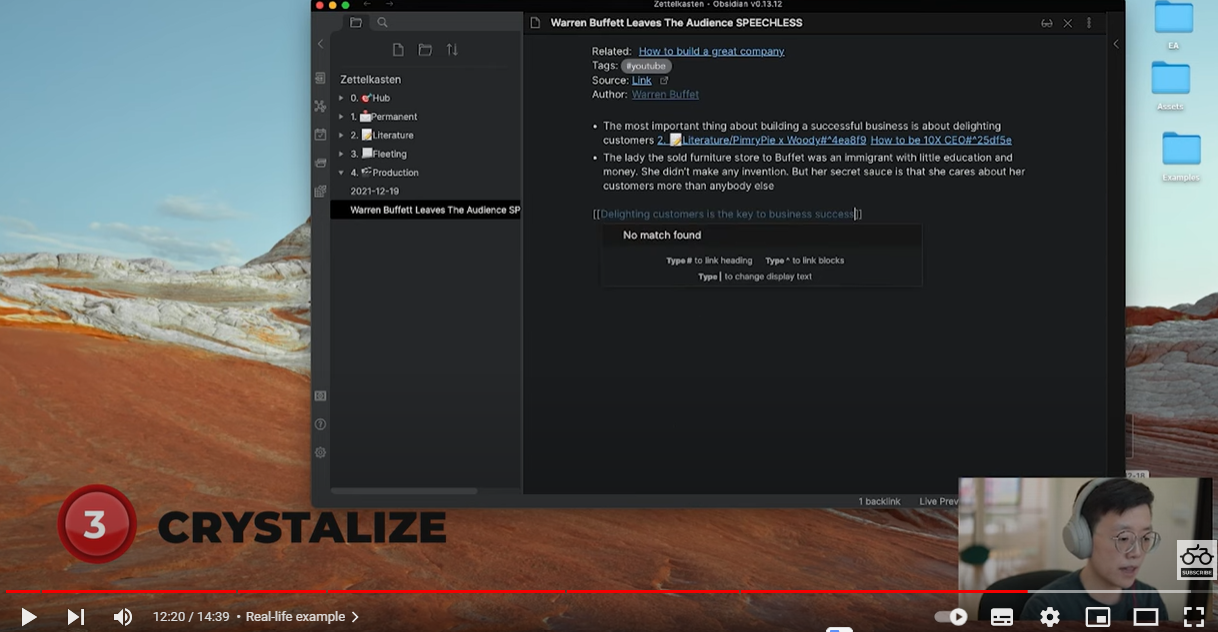 Zettelkasten - Obsidian v0.13.12
Warren Buffett Leaves The Audience SPEECHLESS
EA
Related: How to build a great company
Tags: #youtube
Source: Link
Author: Warren Buffet
Zettelkasten
0. Hub
1. Permanent
2. Literature
3. Fleeting
4. Production
2021-12-19
Warren Buffett Leaves The Audience SP
Assets
Examples
• The most important thing about building a successful business is about delighting
customers 2. Literature/PimryPie x Woody#^4ea8f9 How to be 10X CEO#^25df5e
• The lady the sold furniture store to Buffet was an immigrant with little education and
money. She didn't make any invention. But her secret sauce is that she cares about her
customers more than anybody else
[[Delighting customers is the key to business success]]
No match found
Type # to link heading Type ^ to link blocks
Type | to change display text
1 backlink Live Prev
3 CRYSTALIZE
SUBSCRIBE
12:20 / 14:39 • Real-life example